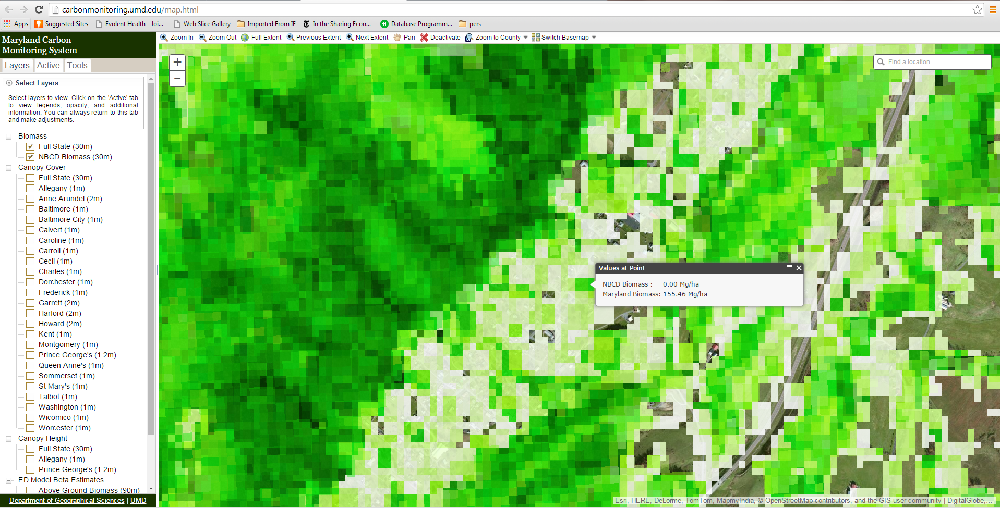 carbonmonitoring.umd.edu/map.html
Apps Suggested Sites Evolent Health - Joi... Web Slice Gallery Imported From IE In the Sharing Econ... Database Programm... pers
Maryland Carbon
Monitoring System
Zoom In Zoom Out Full Extent Previous Extent Next Extent Pan Deactivate Zoom to County Switch Basemap
Layers Active Tools
+
−
Find a location
Select Layers
Select layers to view. Click on the 'Active' tab
to view legends, opacity, and additional
information. You can always return to this tab
and make adjustments.
Biomass
Full State (30m)
NBCD Biomass (30m)
Canopy Cover
Full State (30m)
Allegany (1m)
Anne Arundel (2m)
Baltimore (1m)
Baltimore City (1m)
Calvert (1m)
Caroline (1m)
Carroll (1m)
Cecil (1m)
Charles (1m)
Dorchester (1m)
Frederick (1m)
Garrett (2m)
Harford (2m)
Howard (2m)
Kent (1m)
Montgomery (1m)
Prince George's (1.2m)
Queen Anne's (1m)
Sommerset (1m)
St Mary's (1m)
Talbot (1m)
Washington (1m)
Wicomico (1m)
Worcester (1m)
Canopy Height
Full State (30m)
Allegany (1m)
Prince George's (1.2m)
ED Model Beta Estimates
Above Ground Biomass (90m)
Department of Geographical Sciences | UMD
Values at Point
NBCD Biomass : 0.00 Mg/ha
Maryland Biomass: 155.46 Mg/ha
Esri, HERE, DeLorme, TomTom, MapmyIndia, © OpenStreetMap contributors, and the GIS user community | DigitalGlobe,...